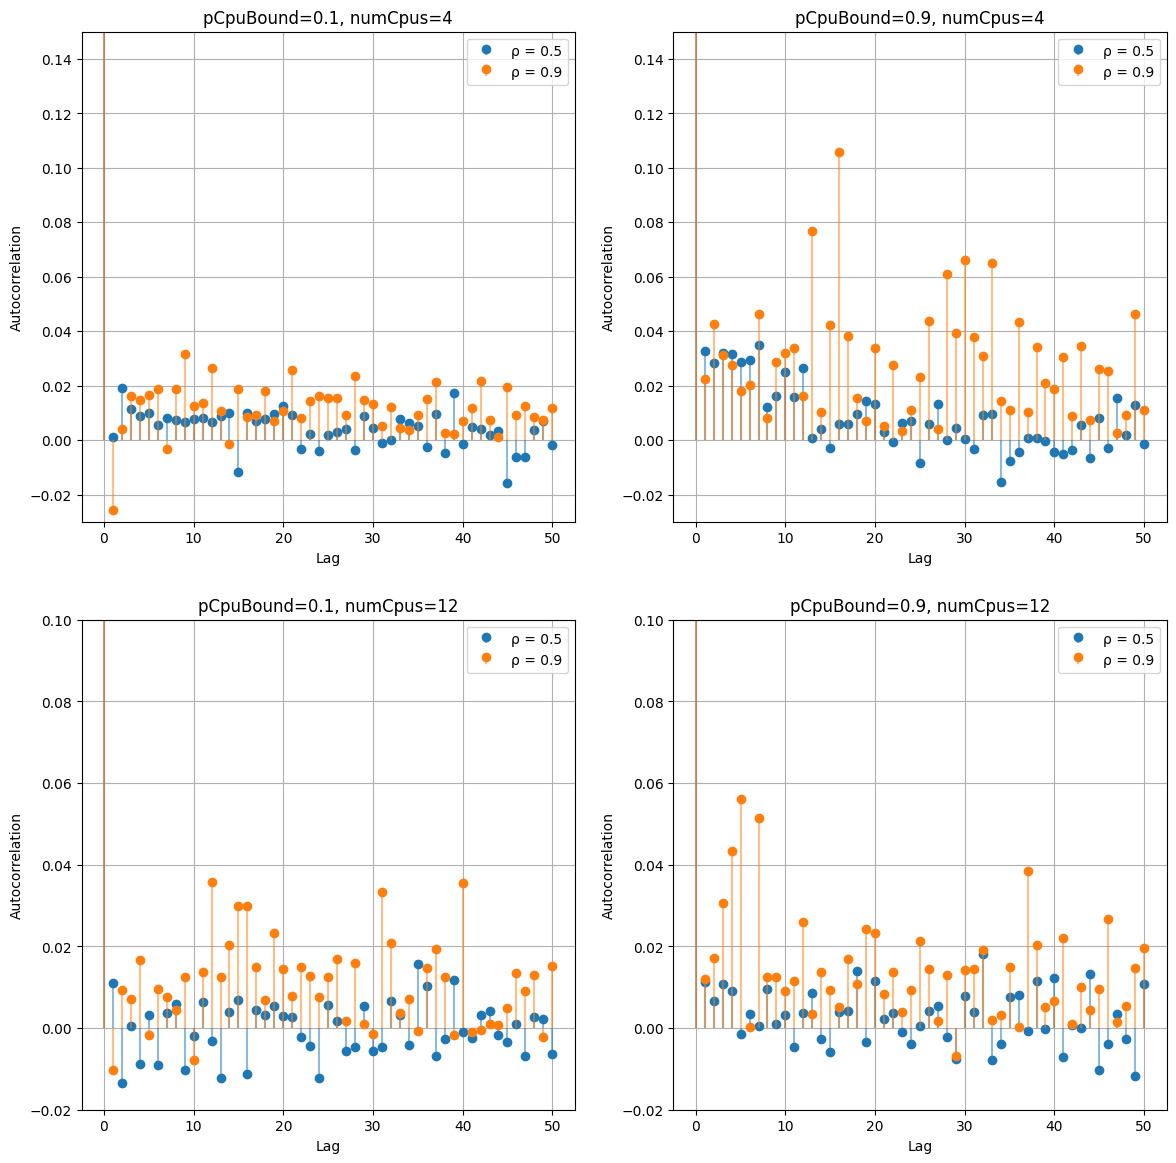 pCpuBound=0.1, numCpus=4
0.14
0.12
0.10
0.08
0.06
0.04
0.02
0.00
−0.02
Autocorrelation
ρ = 0.5
ρ = 0.9
0 10 20 30 40 50
Lag
pCpuBound=0.9, numCpus=4
0.14
0.12
0.10
0.08
0.06
0.04
0.02
0.00
−0.02
Autocorrelation
ρ = 0.5
ρ = 0.9
0 10 20 30 40 50
Lag
pCpuBound=0.1, numCpus=12
0.10
0.08
0.06
0.04
0.02
0.00
−0.02
Autocorrelation
ρ = 0.5
ρ = 0.9
0 10 20 30 40 50
Lag
pCpuBound=0.9, numCpus=12
0.10
0.08
0.06
0.04
0.02
0.00
−0.02
Autocorrelation
ρ = 0.5
ρ = 0.9
0 10 20 30 40 50
Lag